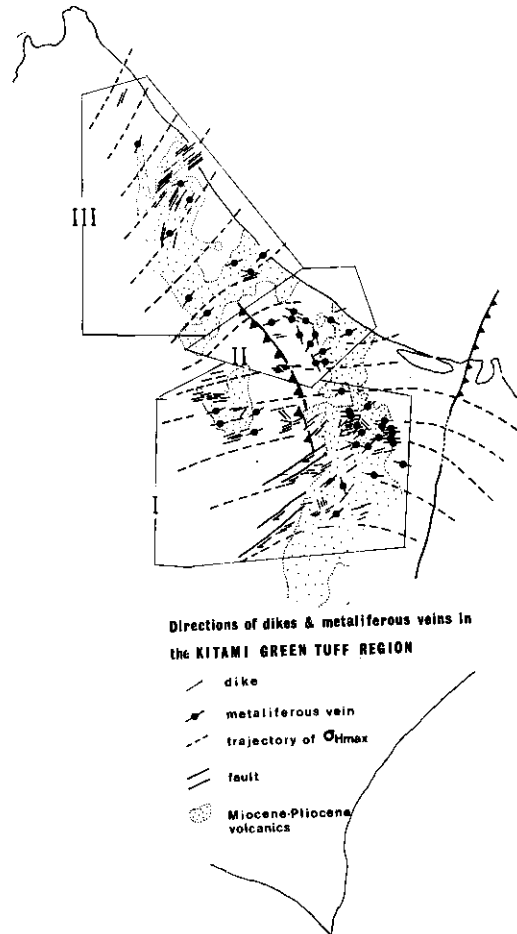 III
II
I
Directions of dikes & metaliferous veins in
the KITAMI GREEN TUFF REGION
dike
metaliferous vein
trajectory of σHmax
fault
Miocene-Pliocene
volcanics